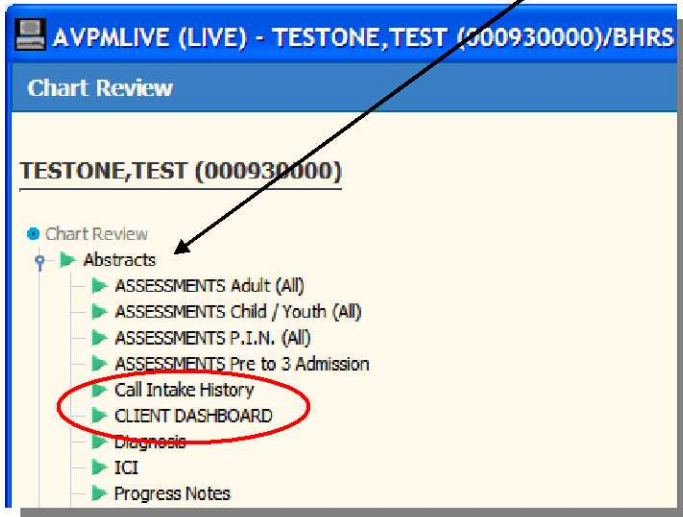 AVPMLIVE (LIVE) - TESTONE,TEST (000930000)/BHRS
Chart Review
TESTONE,TEST (000930000)
Chart Review
Abstracts
ASSESSMENTS Adult (All)
ASSESSMENTS Child / Youth (All)
ASSESSMENTS P.I.N. (All)
ASSESSMENTS Pre to 3 Admission
Call Intake History
CLIENT DASHBOARD
Diagnosis
ICI
Progress Notes